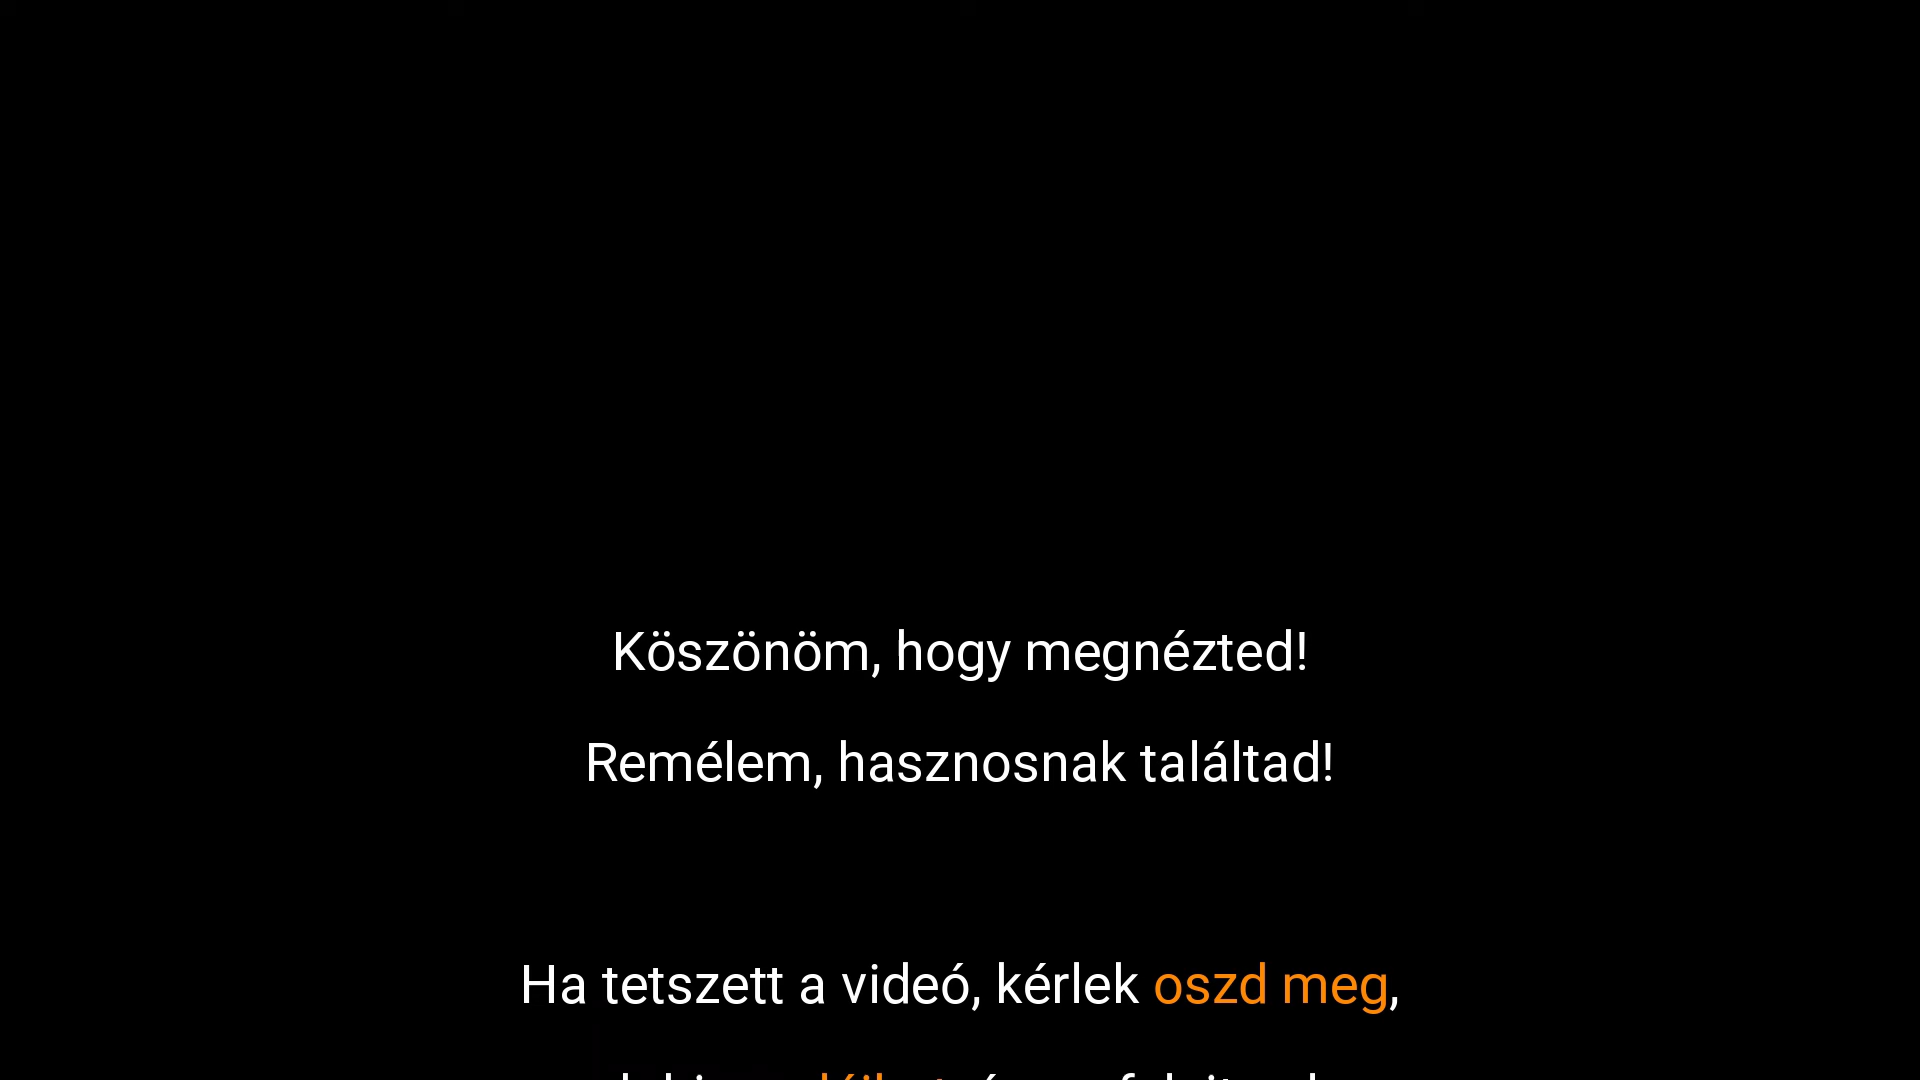 Köszönöm, hogy megnézted!
Remélem, hasznosnak találtad!
Ha tetszett a videó, kérlek oszd meg,